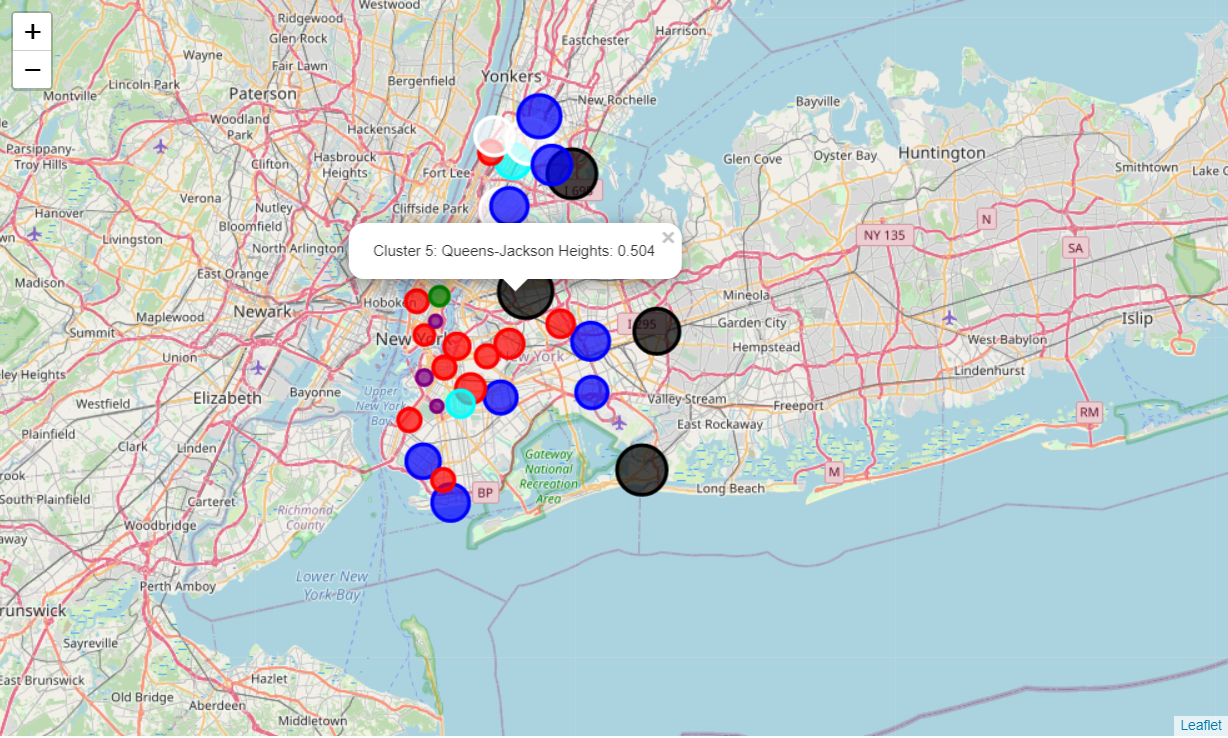 +
−
Westwood
Ridgewood
Glen Rock
Harrison
Eastchester
Wayne
Fair Lawn
Yonkers
Lincoln Park
Bergenfield
Montville
Paterson
New Rochelle
Bayville
Woodland
Park
Hackensack
Parsippany-
Troy Hills
Clifton
Hasbrouck
Heights
Fort Lee
Glen Cove
Oyster Bay
Huntington
Smithtown
Lake
I 695
Verona
Nutley
Cliffside Park
Hanover
Bloomfield
N
Livingston
North Arlington
NY 135
SA
Cluster 5: Queens-Jackson Heights: 0.504
×
Madison
East Orange
Hoboken
Mineola
Newark
Maplewood
I 295
Garden City
Islip
Summit
New York
Hempstead
West Babylon
Union
New York
Lindenhurst
Elizabeth
Bayonne
Upper
New York
Bay
Valley Stream
Freeport
RM
Westfield
East Rockaway
Plainfield
Clark
Linden
Gateway
National
Recreation
Area
M
South Plainfield
Carteret
BP
Long Beach
Richmond
County
Woodbridge
Perth Amboy
Lower New
York Bay
Sayreville
East Brunswick
Hazlet
Old Bridge
Aberdeen
Middletown
Leaflet